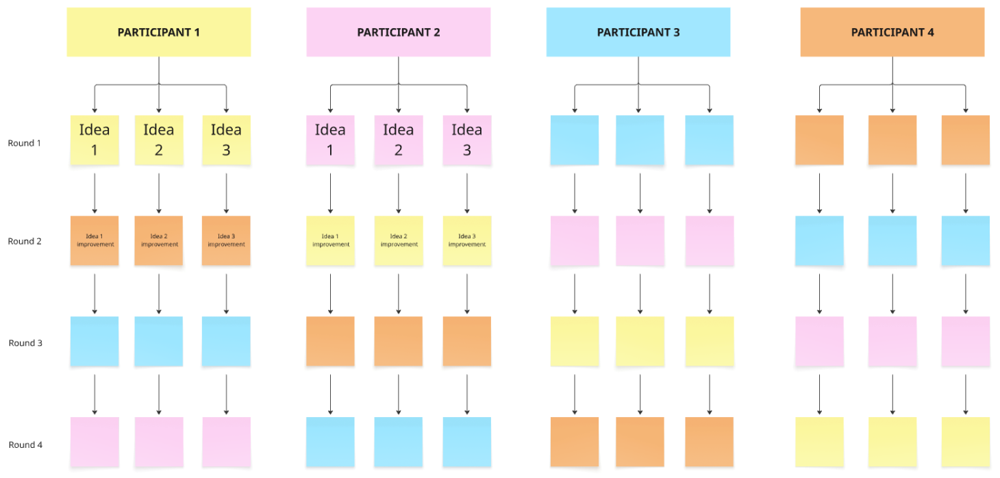 PARTICIPANT 1
PARTICIPANT 2
PARTICIPANT 3
PARTICIPANT 4
Round 1
Idea
1
Idea
2
Idea
3
Idea
1
Idea
2
Idea
3
Round 2
Idea 1
improvement
Idea 2
improvement
Idea 3
improvement
Idea 1
improvement
Idea 2
improvement
Idea 3
improvement
Round 3
Round 4